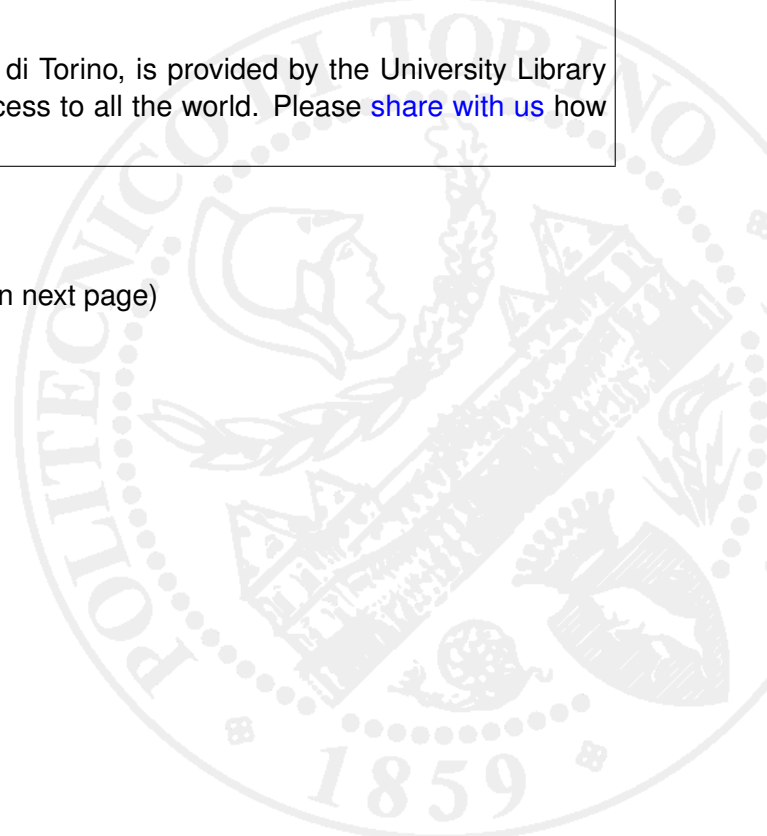 di Torino, is provided by the University Library
cess to all the world. Please share with us how
n next page)
POLITECNICO DI TORINO
1859